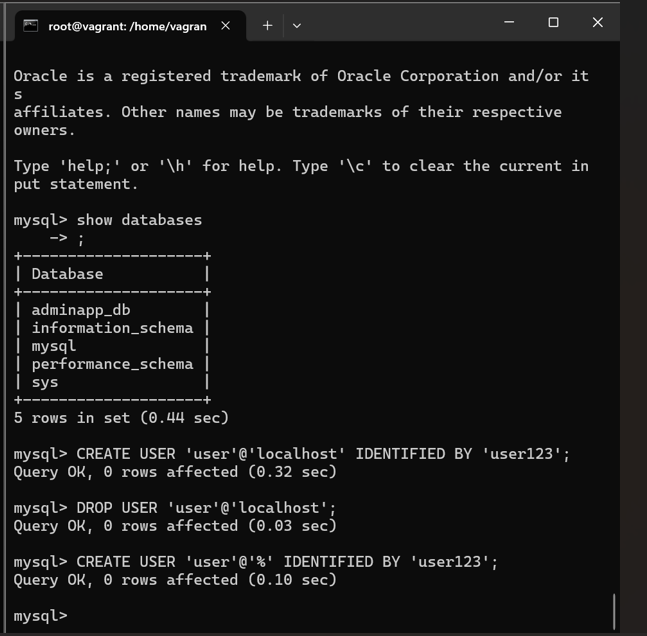 root@vagrant: /home/vagran
Oracle is a registered trademark of Oracle Corporation and/or it
s
affiliates. Other names may be trademarks of their respective
owners.
Type 'help;' or '\h' for help. Type '\c' to clear the current in
put statement.
mysql> show databases
    -> ;
+--------------------+
| Database           |
+--------------------+
| adminapp_db        |
| information_schema |
| mysql              |
| performance_schema |
| sys                |
+--------------------+
5 rows in set (0.44 sec)
mysql> CREATE USER 'user'@'localhost' IDENTIFIED BY 'user123';
Query OK, 0 rows affected (0.32 sec)
mysql> DROP USER 'user'@'localhost';
Query OK, 0 rows affected (0.03 sec)
mysql> CREATE USER 'user'@'%' IDENTIFIED BY 'user123';
Query OK, 0 rows affected (0.10 sec)
mysql>